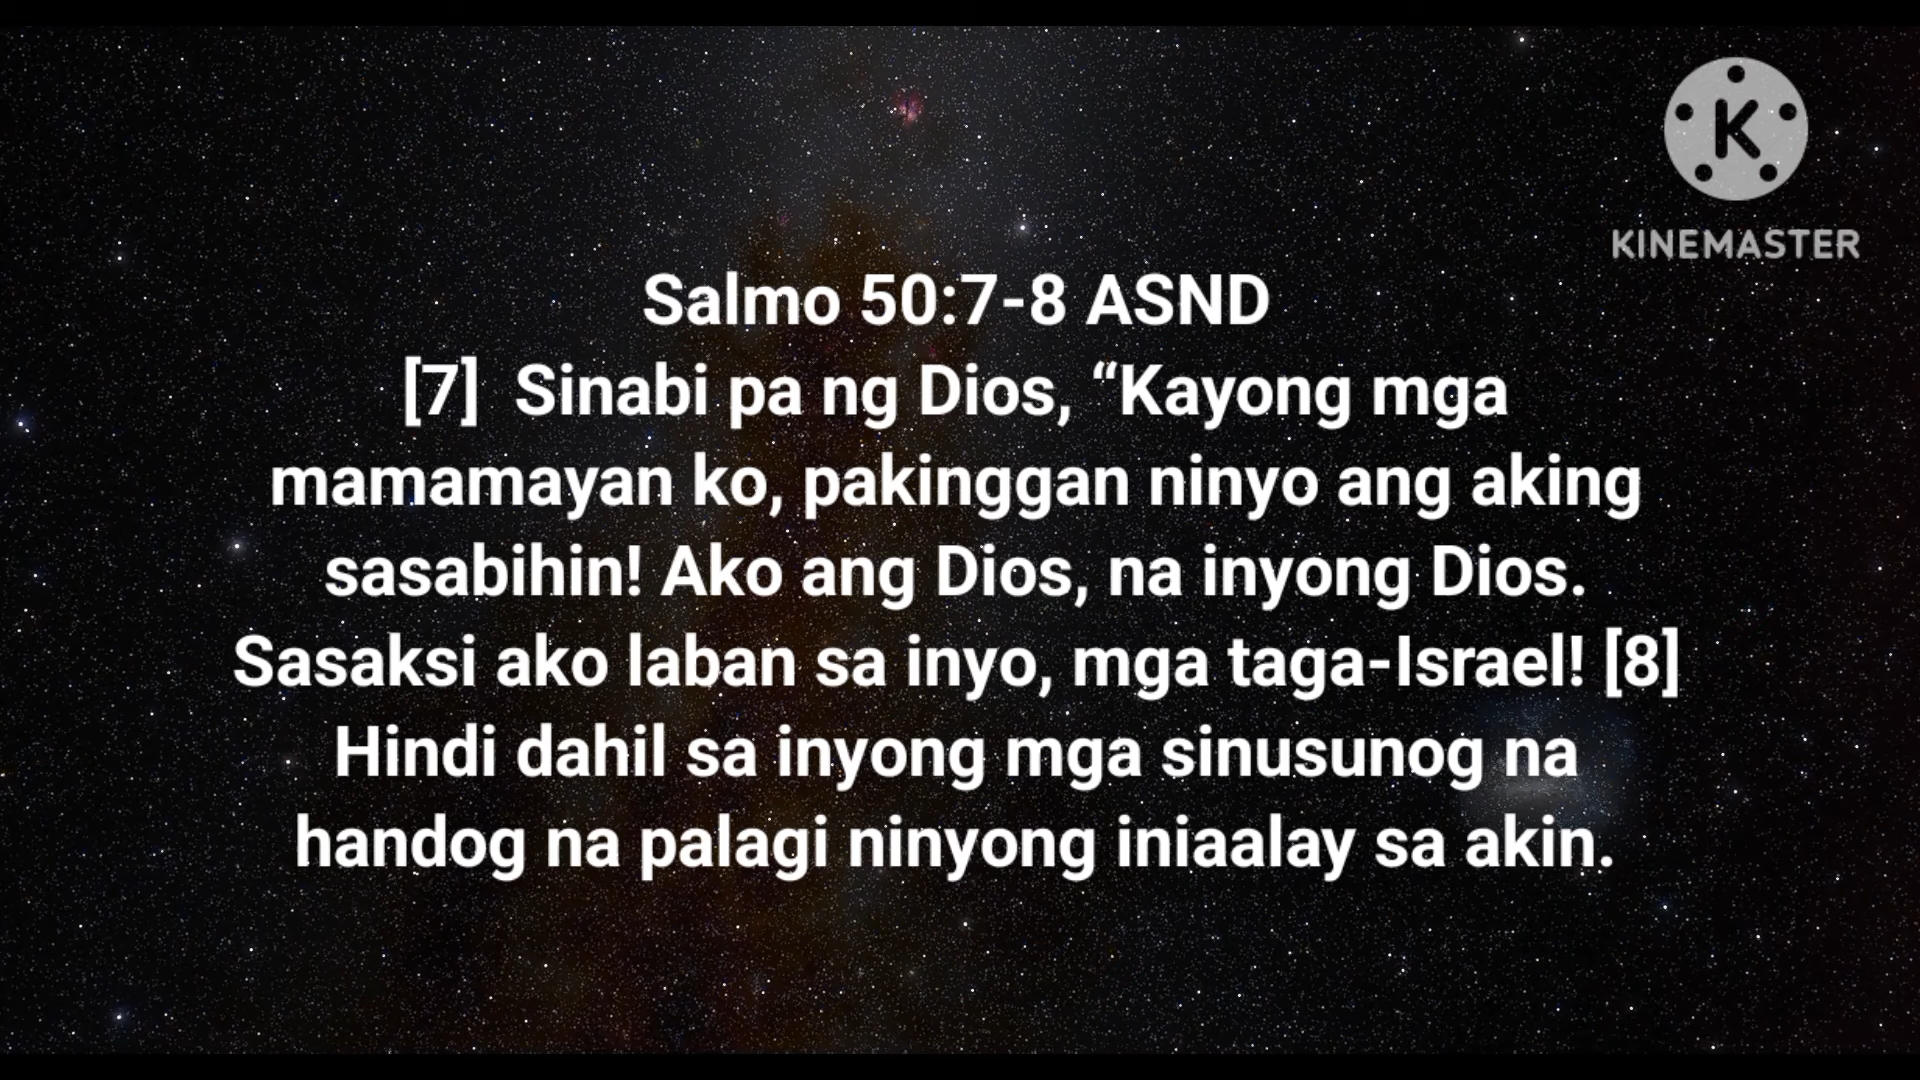 K
KINEMASTER
Salmo 50:7-8 ASND
[7]  Sinabi pa ng Dios, “Kayong mga
mamamayan ko, pakinggan ninyo ang aking
sasabihin! Ako ang Dios, na inyong Dios.
Sasaksi ako laban sa inyo, mga taga-Israel! [8]
Hindi dahil sa inyong mga sinusunog na
handog na palagi ninyong iniaalay sa akin.